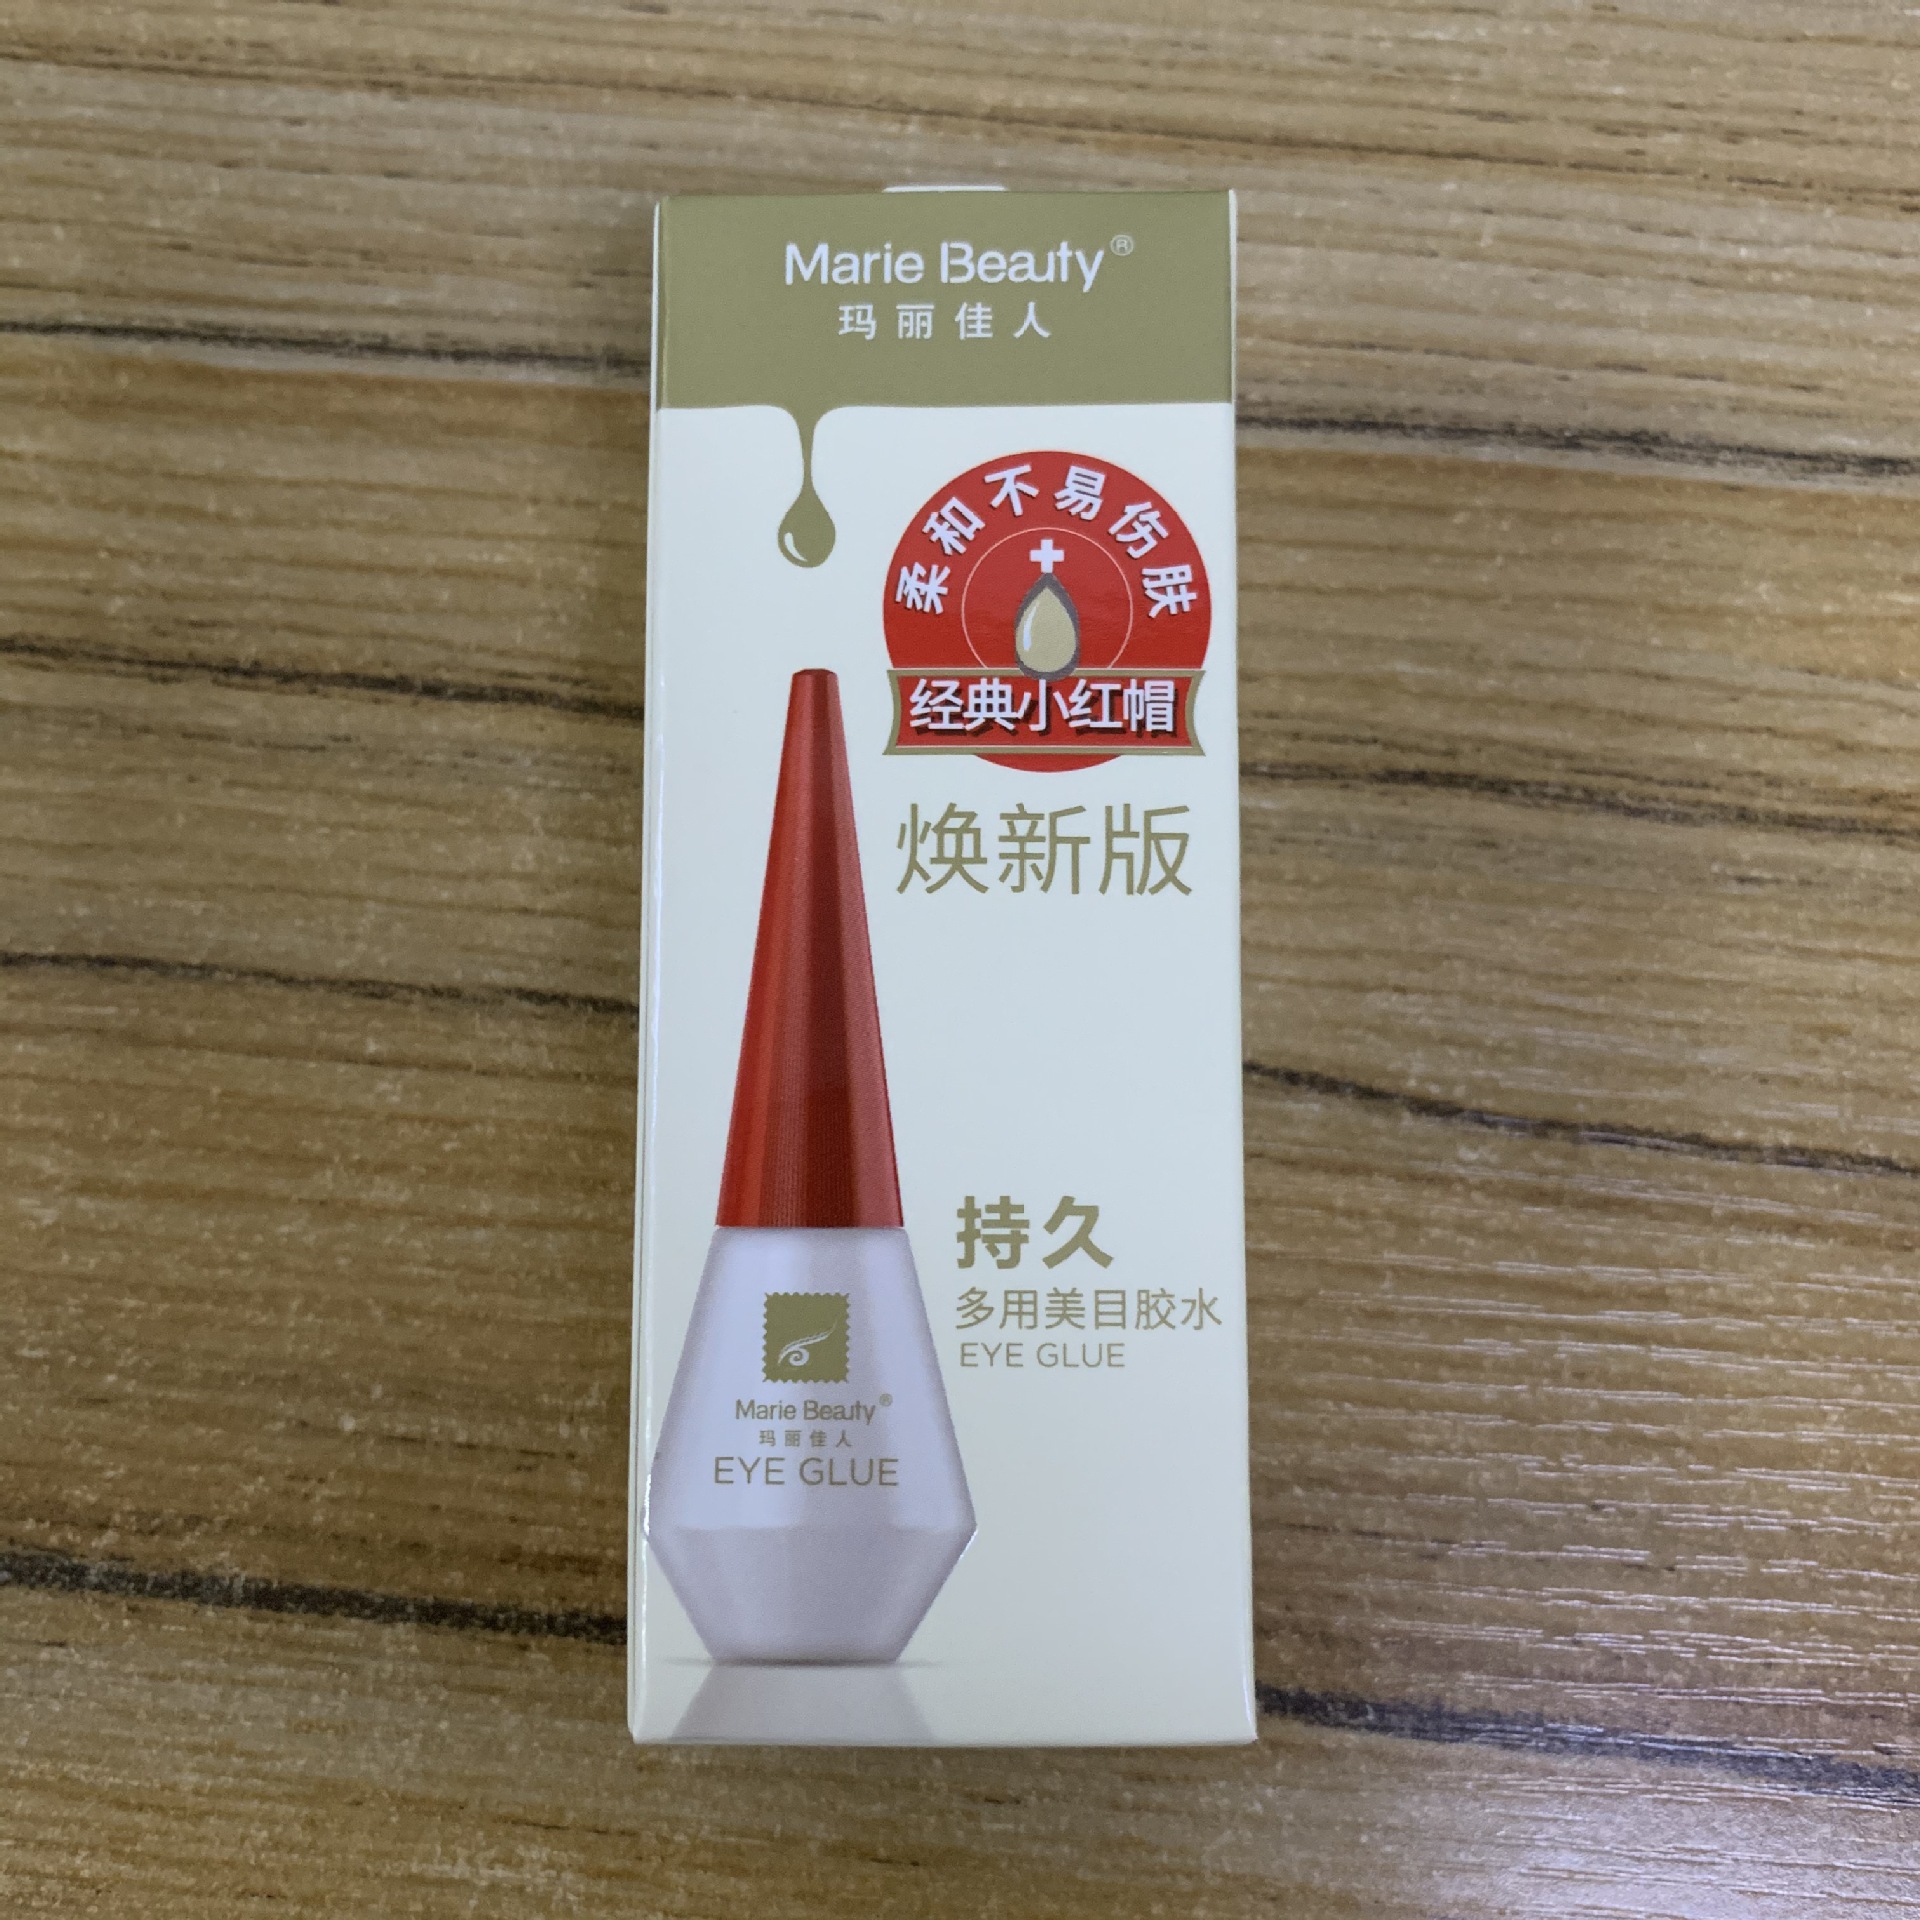 Marie Beauty®
玛丽佳人
柔和不易伤肤
经典小红帽
焕新版
持久
多用美目胶水
EYE GLUE
Marie Beauty®
玛丽佳人
EYE GLUE